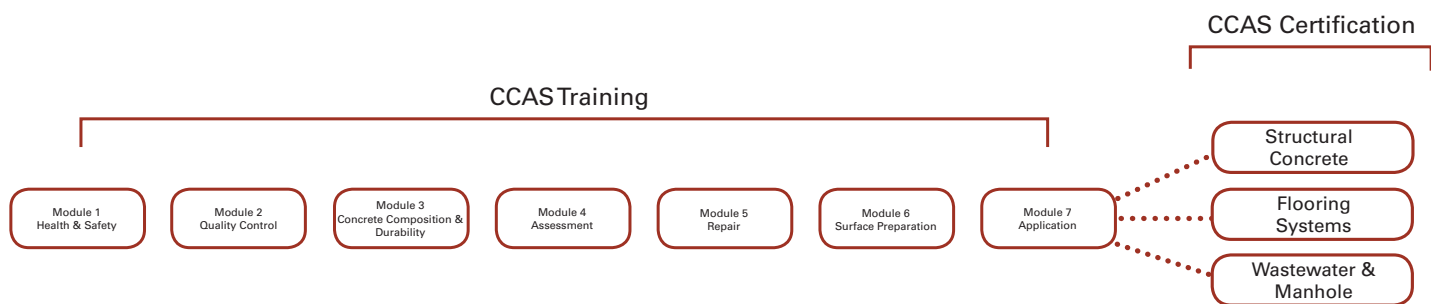 CCAS Certification
CCAS Training
Module 1
Health & Safety
Module 2
Quality Control
Module 3
Concrete Composition &
Durability
Module 4
Assessment
Module 5
Repair
Module 6
Surface Preparation
Module 7
Application
Structural
Concrete
Flooring
Systems
Wastewater &
Manhole